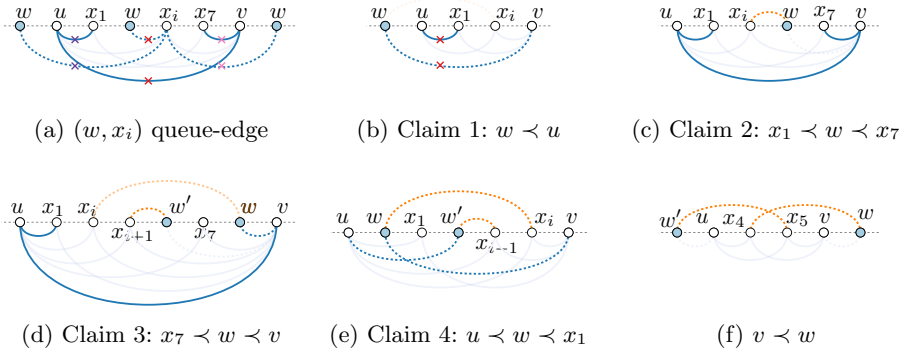 w u x₁ w xᵢ x₇ v w
(a) (w, xᵢ) queue-edge
w u x₁ xᵢ v
(b) Claim 1: w ≺ u
u x₁ xᵢ w x₇ v
(c) Claim 2: x₁ ≺ w ≺ x₇
u x₁ xᵢ xᵢ₊₁ w′ x₇ w v
(d) Claim 3: x₇ ≺ w ≺ v
u w x₁ w′ xᵢ₋₁ xᵢ v
(e) Claim 4: u ≺ w ≺ x₁
w′ u x₄ x₅ v w
(f) v ≺ w